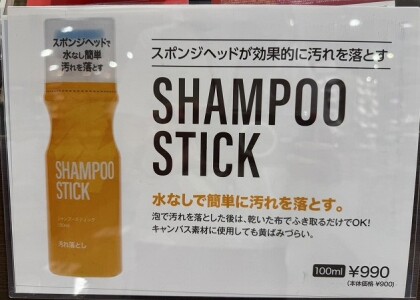 スポンジヘッドで
水なし簡単
汚れを落とす
SHAMPOO
STICK
汚れ落とし
スポンジヘッドが効果的に汚れを落とす
SHAMPOO
STICK
水なしで簡単に汚れを落とす。
泡で汚れを落とした後は、乾いた布でふき取るだけでOK!
キャンバス素材に使用しても黄ばみづらい。
100ml ¥990
(本体価格 ¥900)